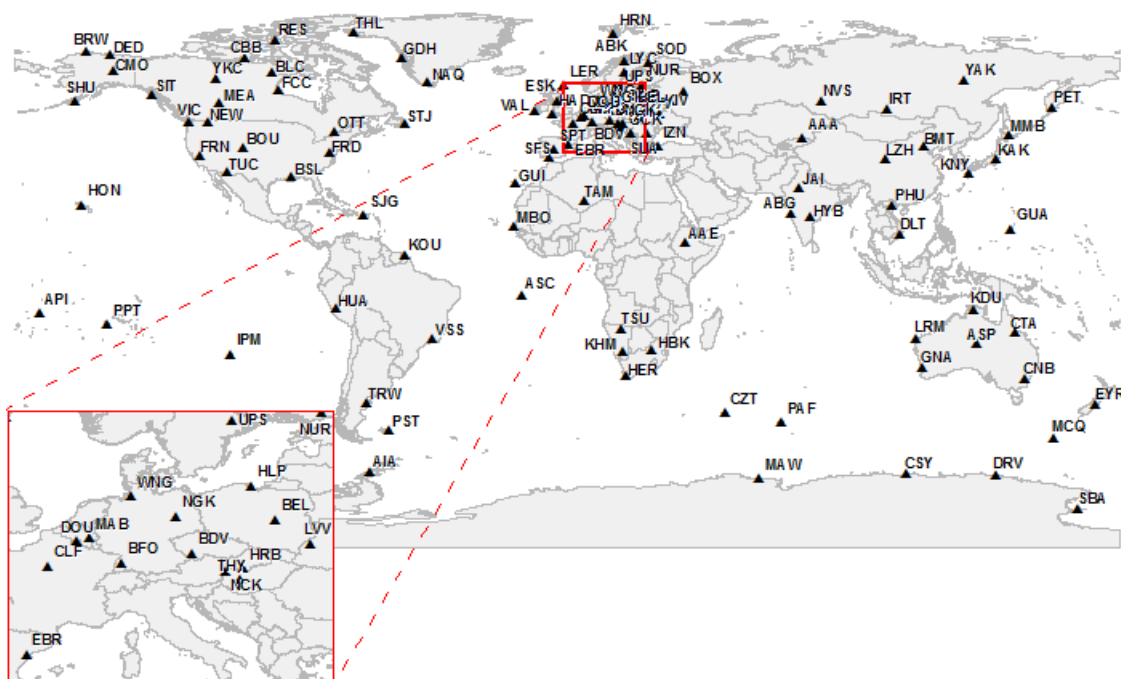 HRN
THL
RES
BRW
DED
CBB
GDH
ABK
LYC
SOD
CMO
YKC
BLC
LER
NUR
UPS
BOX
YAK
SHU
SIT
FCC
NAQ
ESK
MEA
VAL
NVS
IRT
PET
VIC
NEW
STJ
OTT
BOU
SPT
BDV
IZN
AAA
BMT
MMB
FRN
FRD
SFS
EBR
SUA
LZH
KAK
TUC
BSL
KNY
GUI
TAM
JAI
HON
SJG
MBO
ABG
HYB
PHU
GUA
DLT
AAE
KOU
ASC
API
PPT
HUA
KDU
TSU
LRM
ASP
CTA
IPM
VSS
KHM
HBK
HER
GNA
CNB
TRW
PST
CZT
PAF
EYR
MCQ
AIA
MAW
CSY
DRV
SBA
UPS
NUR
HLP
WNG
NGK
BEL
DOU
MAB
LVV
CLF
BFO
BDV
HRB
THY
NCK
EBR